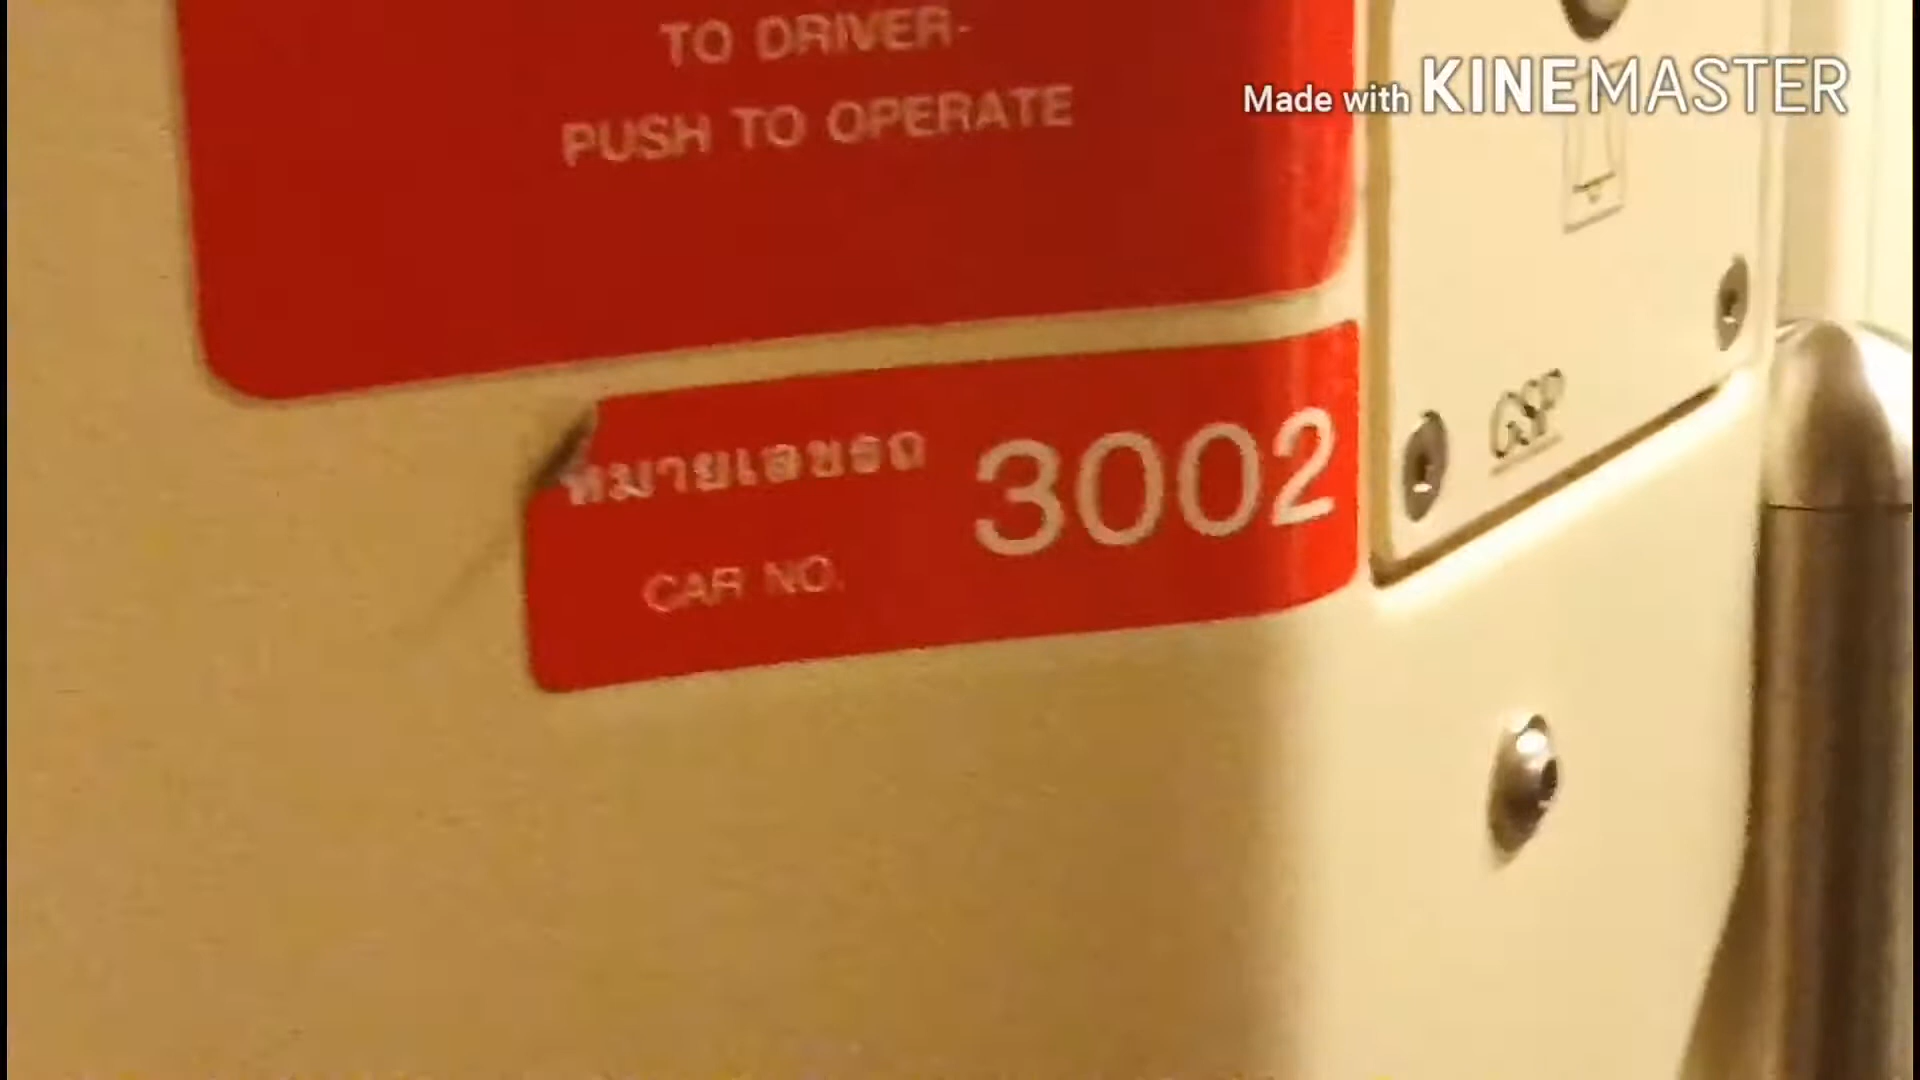 TO DRIVER-
PUSH TO OPERATE
Made with KINEMASTER
หมายเลขรถ
CAR NO.
3002